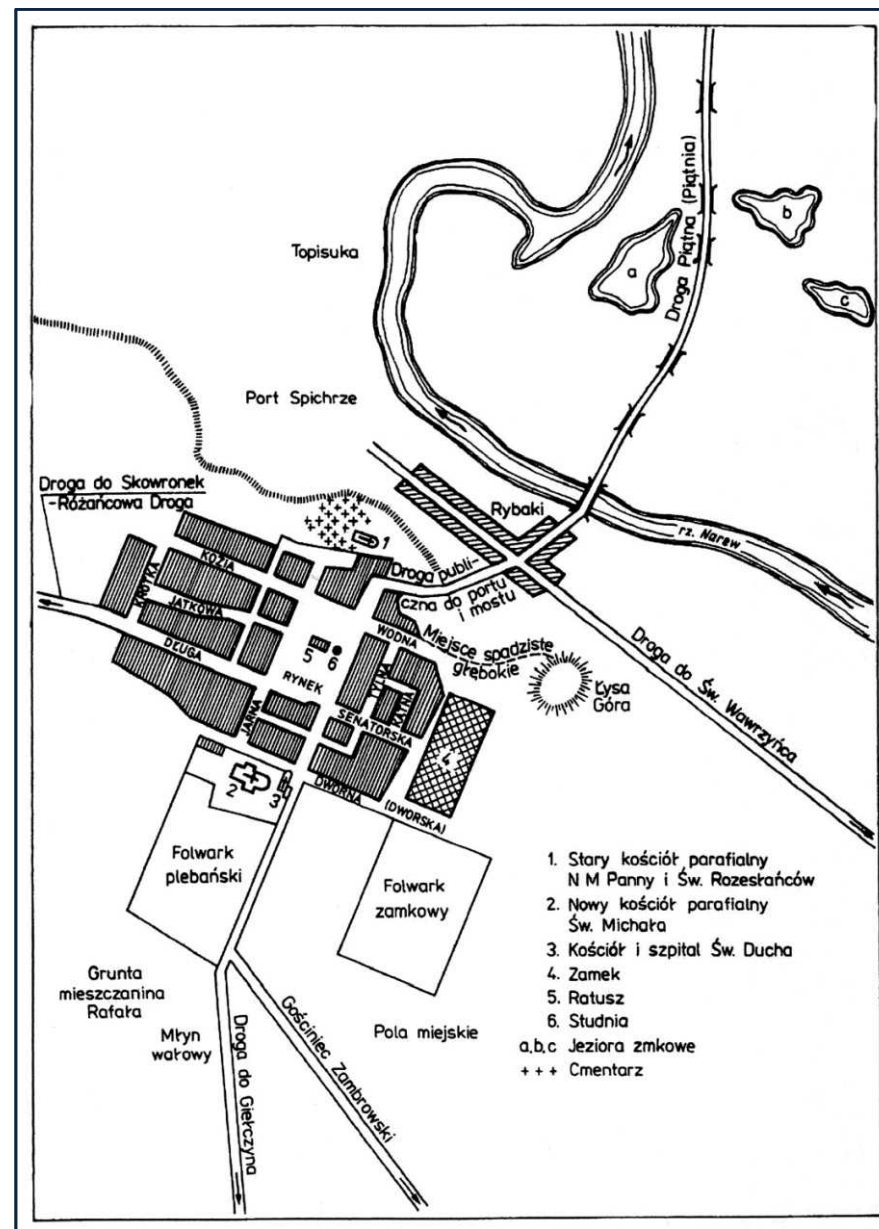 Droga Piątna (Piątnia)
b
a
c
Topisuka
Port Spichrze
Droga do Skowronek
-Różańcowa Droga
Rybaki
rz. Narew
1
Droga publi-
czna do portu
i mostu
KOZIA
KRÓTKA
JATKOWA
DŁUGA
WODNA
Miejsce spadziste
głębokie
Łysa
Góra
Droga do Św. Wawrzyńca
5
6
RYNEK
TYLNA
KĄTNA
SENATORSKA
JARNA
4
2
3
DWORNA
(DWORSKA)
Folwark
plebański
Folwark
zamkowy
Grunta
mieszczanina
Rafała
Młyn
wałowy
Pola miejskie
Droga do Giełczyna
Gościniec Zambrowski
1. Stary kościół parafialny
N M Panny i Św. Rozesłańców
2. Nowy kościół parafialny
Św. Michała
3. Kościół i szpital Św. Ducha
4. Zamek
5. Ratusz
6. Studnia
a,b,c Jeziora zmkowe
+ + + Cmentarz